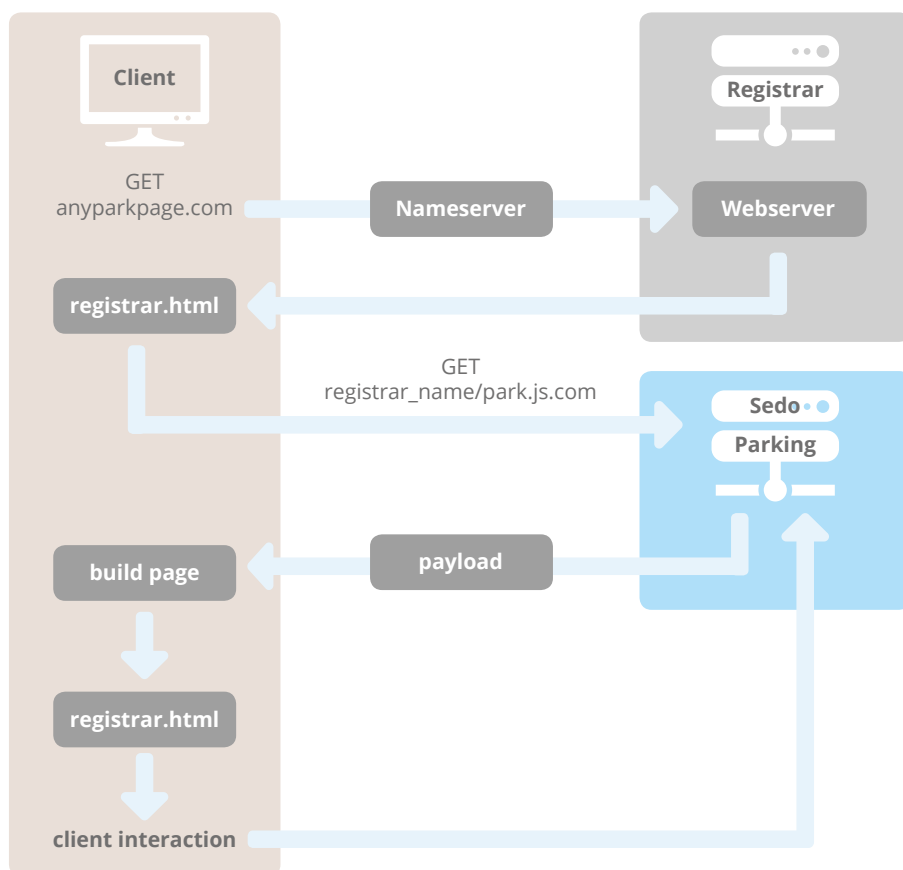 Client
Registrar
GET
anyparkpage.com
Nameserver
Webserver
registrar.html
GET
registrar_name/park.js.com
Sedo
Parking
build page
payload
registrar.html
client interaction